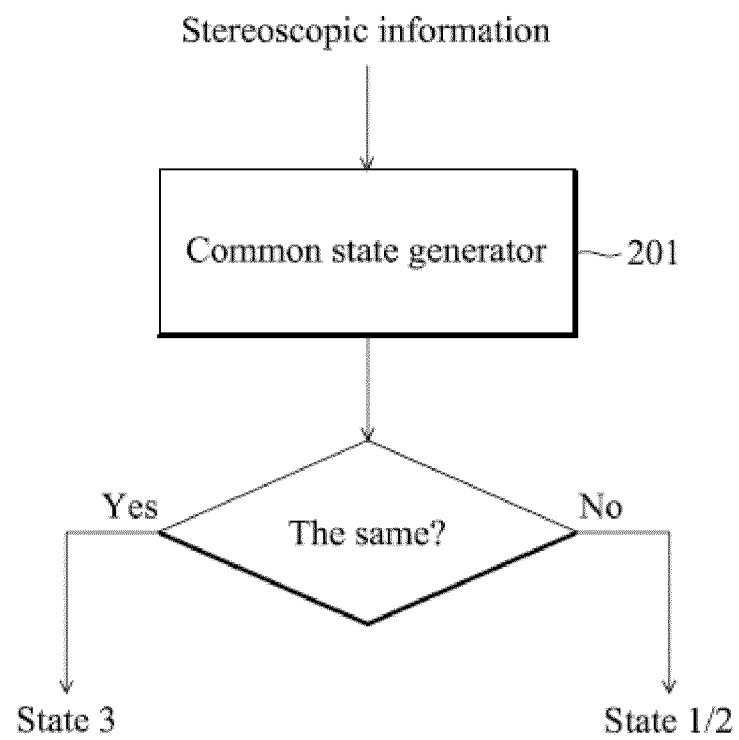 Stereoscopic information
Common state generator
201
Yes
The same?
No
State 3
State 1/2